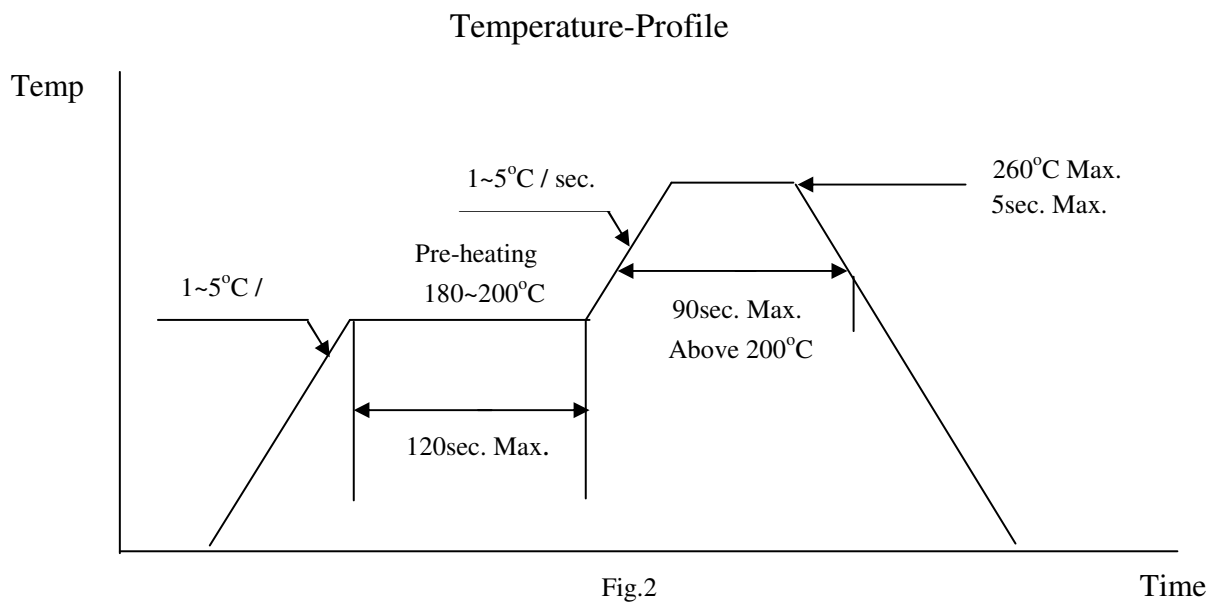 Temperature-Profile
Temp
1~5°C / sec.
260°C Max.
5sec. Max.
Pre-heating
180~200°C
1~5°C /
90sec. Max.
Above 200°C
120sec. Max.
Fig.2
Time